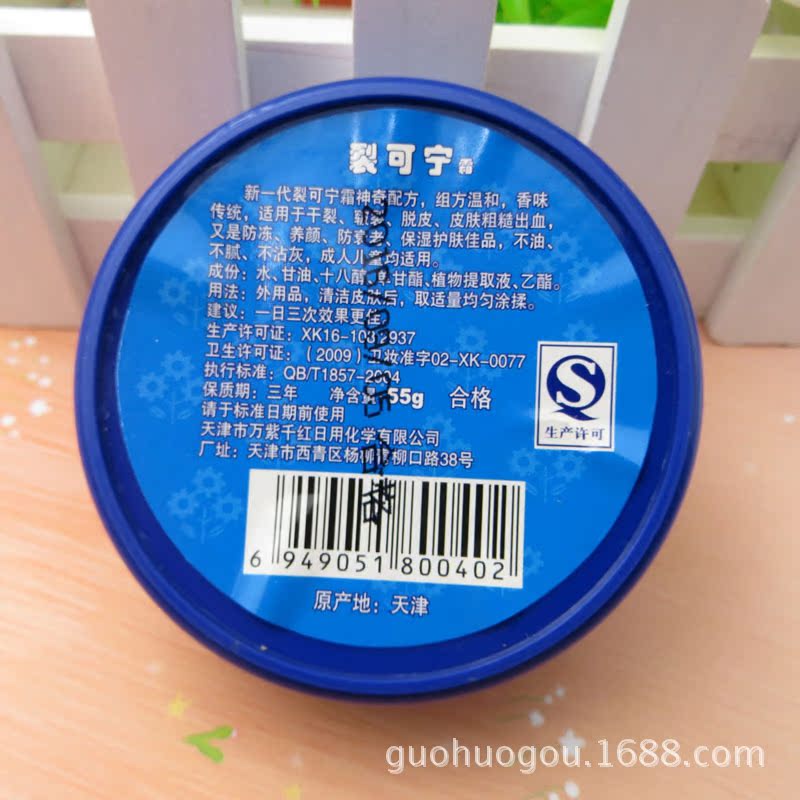 裂可宁霜
新一代裂可宁霜神奇配方，组方温和，香味
传统，适用于干裂、 脱皮、皮肤粗糙出血，
又是防冻、养颜、防衰 保湿护肤佳品，不油、
不腻、不沾灰，成人儿童均适用。
成份：水、甘油、十八醇、 甘酯、植物提取液、乙酯。
用法：外用品，清洁皮肤后，取适量均匀涂揉。
建议：一日三次效果更佳。
生产许可证：XK16-108
卫生许可证：（2009）卫妆准字02-XK-0077
执行标准：QB/T1857-2004
保质期：三年 净含量 55g 合格
请于标准日期前使用
天津市万紫千红日用化学有限公司
厂址：天津市西青区杨柳青柳口路38号
生产许可
6 949051 800402
原产地：天津
合格
guohuogou.1688.com